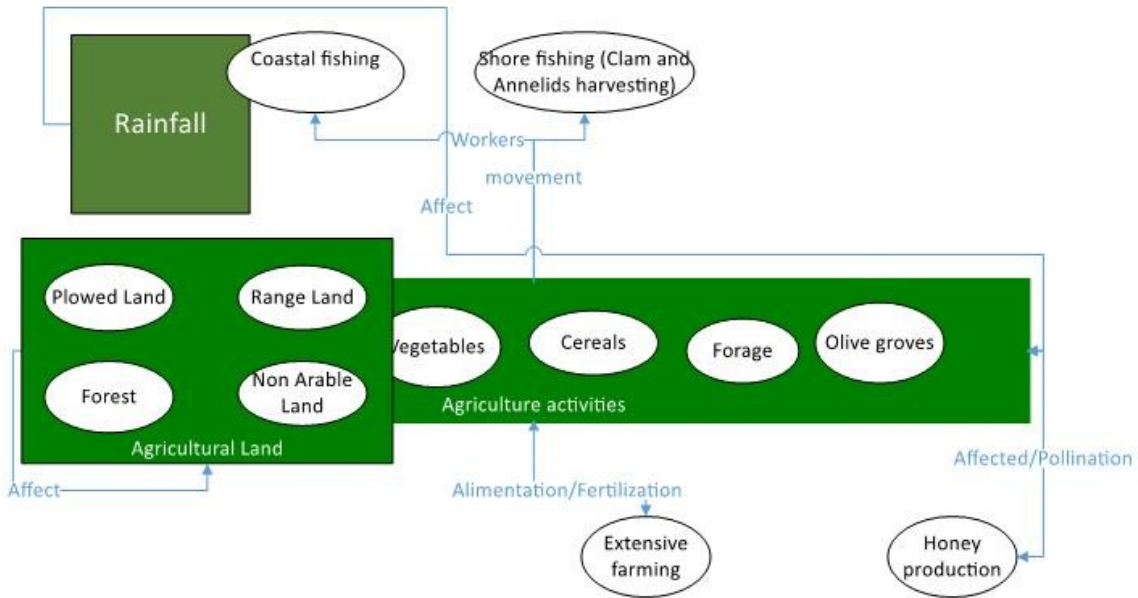 Coastal fishing
Shore fishing (Clam and
Annelids harvesting)
Rainfall
Workers
movement
Affect
Plowed Land
Range Land
Vegetables
Cereals
Forage
Olive groves
Forest
Non Arable
Land
Agriculture activities
Agricultural Land
Affect
Alimentation/Fertilization
Affected/Pollination
Extensive
farming
Honey
production